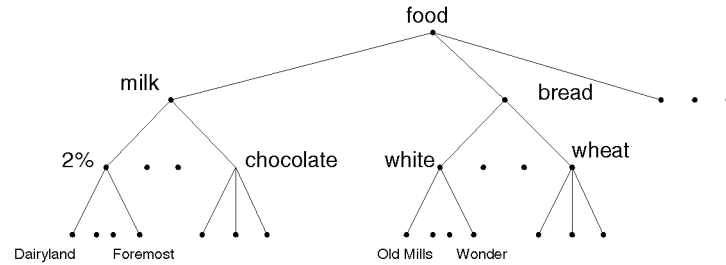 food
milk
bread
2%
chocolate
white
wheat
Dairyland
Foremost
Old Mills
Wonder